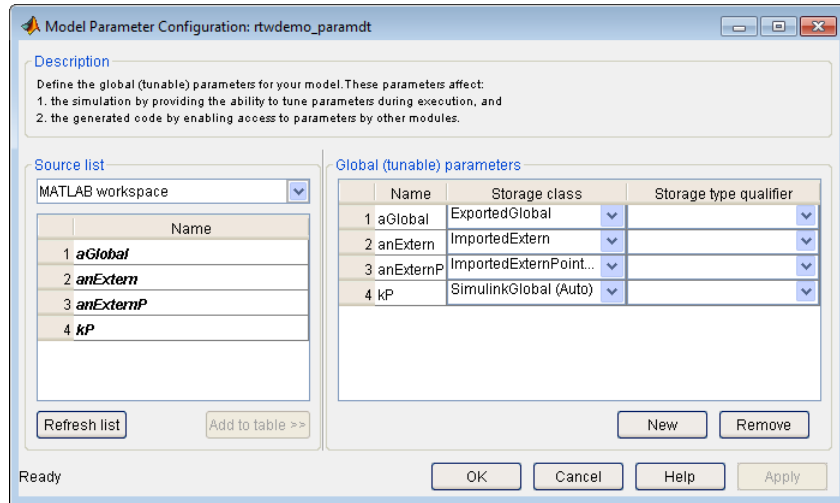 Model Parameter Configuration: rtwdemo_paramdt
Description
Define the global (tunable) parameters for your model.These parameters affect:
1. the simulation by providing the ability to tune parameters during execution, and
2. the generated code by enabling access to parameters by other modules.
Source list
MATLAB workspace
Name
1 aGlobal
2 anExtern
3 anExternP
4 kP
Refresh list
Add to table >>
Global (tunable) parameters
Name Storage class Storage type qualifier
1 aGlobal ExportedGlobal
2 anExtern ImportedExtern
3 anExternP ImportedExternPoint...
4 kP SimulinkGlobal (Auto)
New Remove
Ready
OK Cancel Help Apply